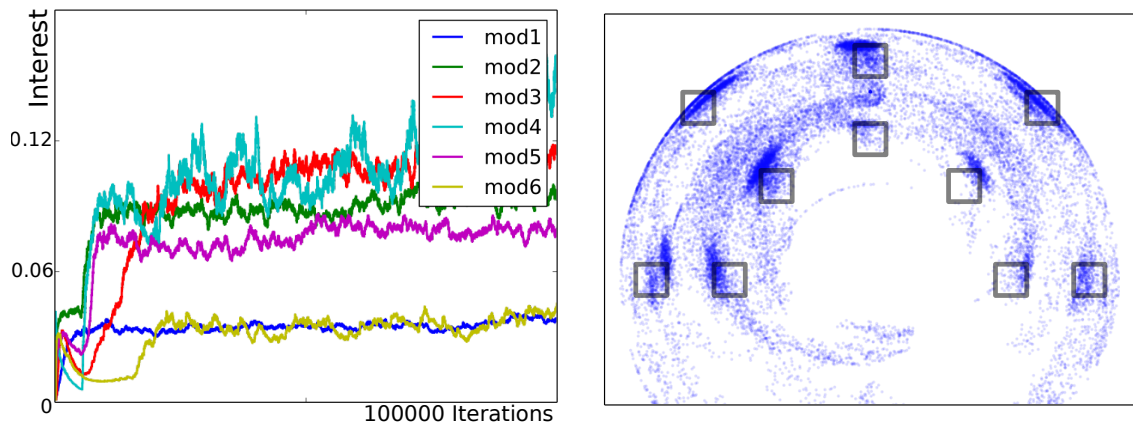 Interest
mod1
mod2
mod3
mod4
mod5
mod6
0.12
0.06
0
100000 Iterations